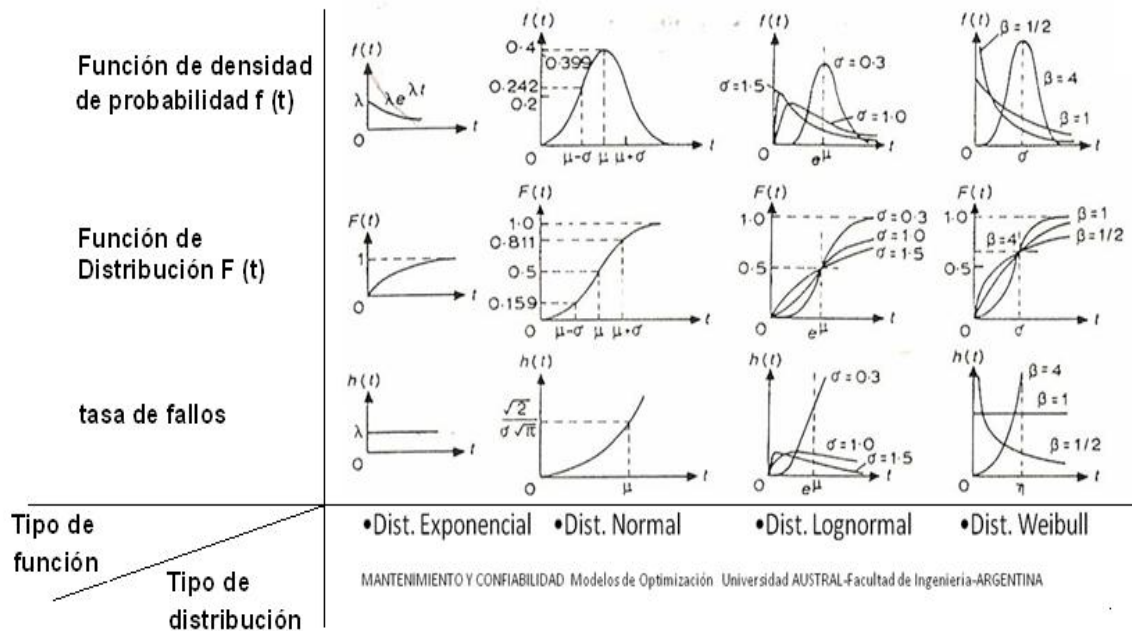 Función de densidad
de probabilidad f (t)
f(t)
λ
λe λt
O
t
f(t)
0.4
0.399
0.242
0.2
O
μ-σ μ μ+σ
t
f(t)
σ=0.3
σ=1.5
σ=1.0
O
e^μ
t
f(t)
β=1/2
β=4
β=1
O
σ
t
Función de
Distribución F (t)
F(t)
1
O
t
F(t)
1.0
0.811
0.5
0.159
O
μ-σ μ μ+σ
t
F(t)
1.0
0.5
σ=0.3
σ=1.0
σ=1.5
O
e^μ
t
F(t)
1.0
0.5
β=4
β=1
β=1/2
O
σ
t
tasa de fallos
h(t)
λ
O
t
h(t)
√2
σ√π
O
μ
t
h(t)
σ=0.3
σ=1.0
σ=1.5
O
e^μ
t
h(t)
β=4
β=1
β=1/2
O
η
t
Tipo de
función
Tipo de
distribución
•Dist. Exponencial •Dist. Normal •Dist. Lognormal •Dist. Weibull
MANTENIMIENTO Y CONFIABILIDAD Modelos de Optimización Universidad AUSTRAL-Facultad de Ingenieria-ARGENTINA